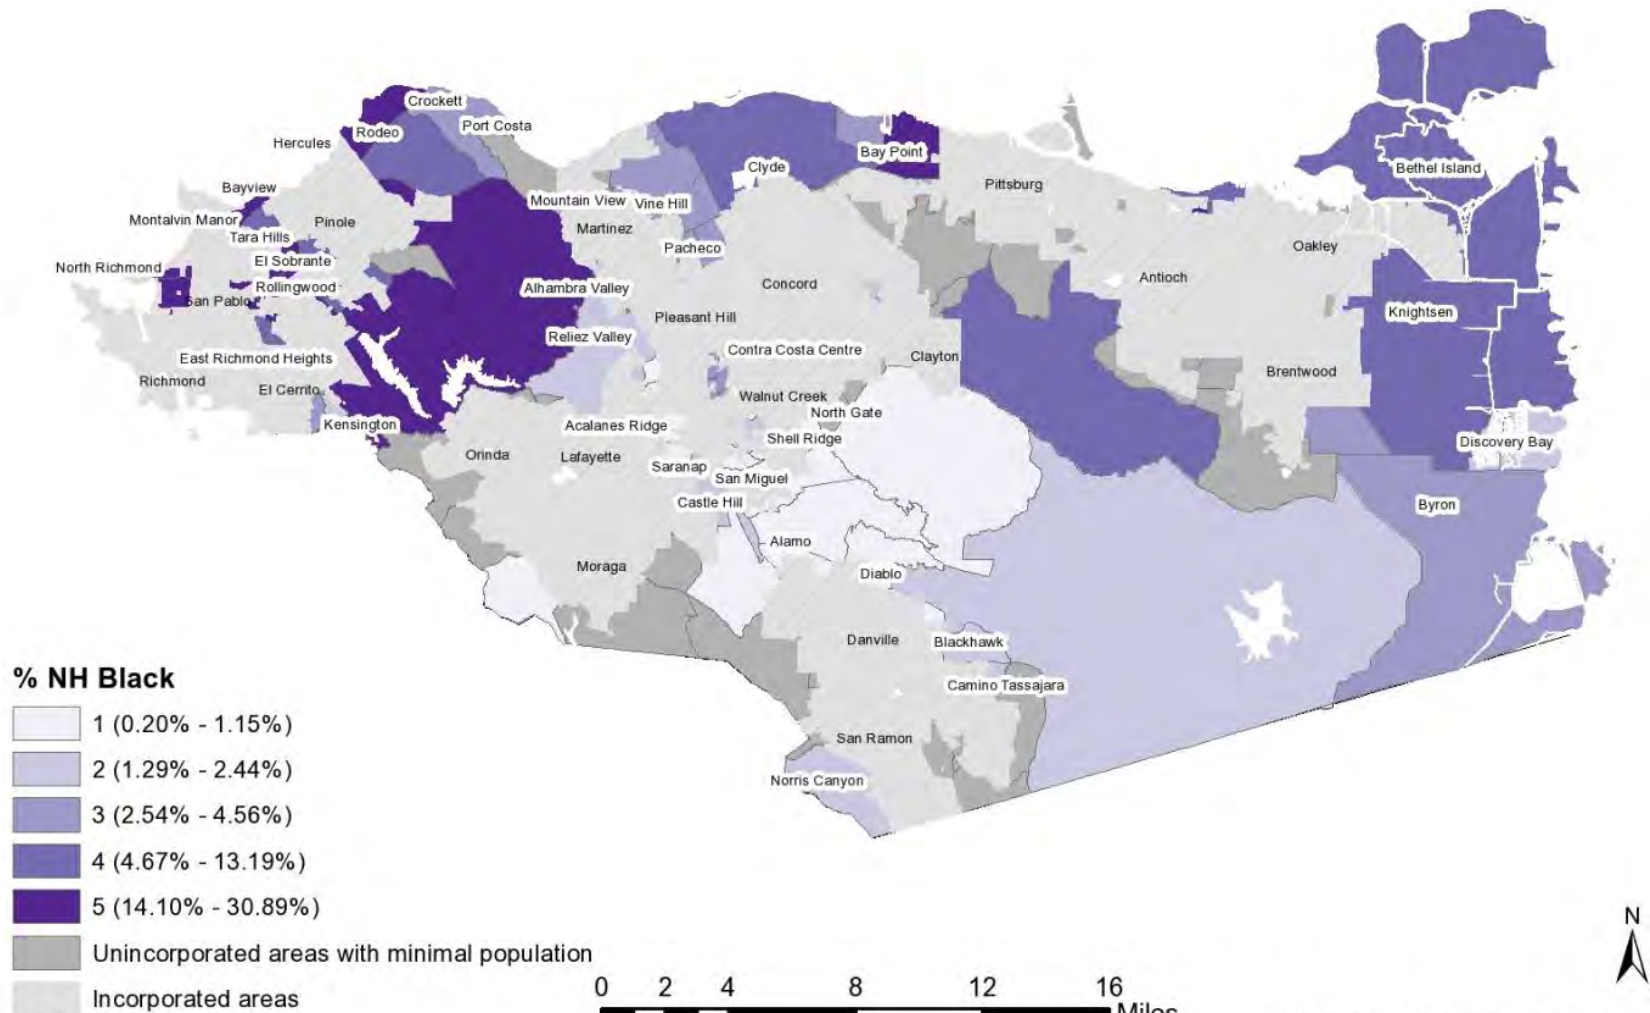 Crockett
Port Costa
Rodeo
Hercules
Bay Point
Clyde
Bethel Island
Pittsburg
Bayview
Mountain View
Vine Hill
Montalvin Manor
Pinole
Martinez
Tara Hills
Pacheco
Oakley
El Sobrante
North Richmond
Antioch
Rollingwood
Alhambra Valley
Concord
San Pablo
Knightsen
Pleasant Hill
Reliez Valley
Contra Costa Centre
East Richmond Heights
Clayton
Richmond
Brentwood
El Cerrito
Walnut Creek
North Gate
Kensington
Acalanes Ridge
Shell Ridge
Discovery Bay
Orinda
Lafayette
Saranap
San Miguel
Castle Hill
Byron
Alamo
Moraga
Diablo
Danville
Blackhawk
Camino Tassajara
San Ramon
Norris Canyon
% NH Black
1 (0.20% - 1.15%)
2 (1.29% - 2.44%)
3 (2.54% - 4.56%)
4 (4.67% - 13.19%)
5 (14.10% - 30.89%)
Unincorporated areas with minimal population
Incorporated areas
0 2 4 8 12 16
Miles
N